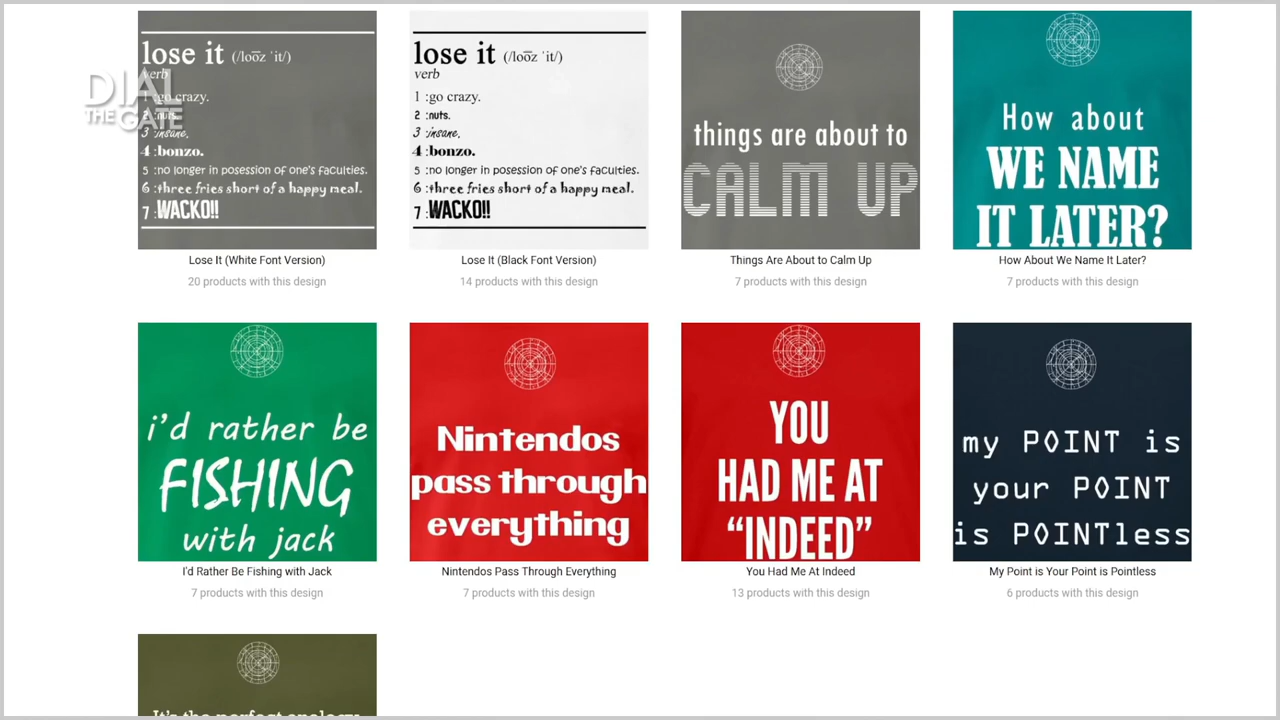 DIAL
THE GATE
lose it (/lo͞oz ˈit/)
verb
1 :go crazy.
2 :nuts.
3 :insane.
4 :bonzo.
5 :no longer in posession of one's faculties.
6 :three fries short of a happy meal.
7 :WACKO!!
Lose It (White Font Version)
20 products with this design
lose it (/lo͞oz ˈit/)
verb
1 :go crazy.
2 :nuts.
3 :insane.
4 :bonzo.
5 :no longer in posession of one's faculties.
6 :three fries short of a happy meal.
7 :WACKO!!
Lose It (Black Font Version)
14 products with this design
things are about to
CALM UP
Things Are About to Calm Up
7 products with this design
How about
WE NAME
IT LATER?
How About We Name It Later?
7 products with this design
i'd rather be
FISHING
with jack
I'd Rather Be Fishing with Jack
7 products with this design
Nintendos
pass through
everything
Nintendos Pass Through Everything
7 products with this design
YOU
HAD ME AT
“INDEED”
You Had Me At Indeed
13 products with this design
my POINT is
your POINT
is POINTless
My Point is Your Point is Pointless
6 products with this design
It's the perfect analogy